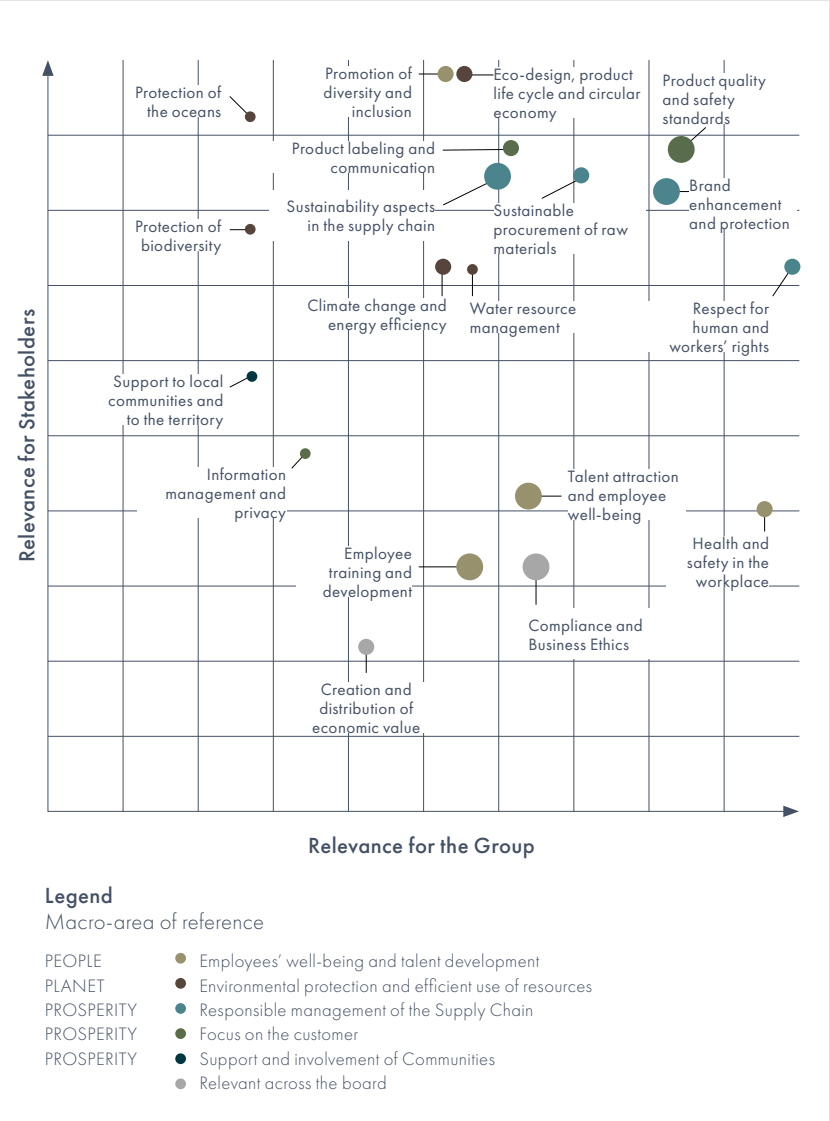 Promotion of
diversity and
inclusion
Eco-design, product
life cycle and circular
economy
Product quality
and safety
standards
Protection of
the oceans
Product labeling and
communication
Sustainability aspects
in the supply chain
Sustainable
procurement of raw
materials
Brand
enhancement
and protection
Protection of
biodiversity
Climate change and
energy efficiency
Water resource
management
Respect for
human and
workers’ rights
Support to local
communities and
to the territory
Information
management and
privacy
Talent attraction
and employee
well-being
Health and
safety in the
workplace
Employee
training and
development
Compliance and
Business Ethics
Creation and
distribution of
economic value
Relevance for Stakeholders
Relevance for the Group
Legend
Macro-area of reference
PEOPLE Employees’ well-being and talent development
PLANET Environmental protection and efficient use of resources
PROSPERITY Responsible management of the Supply Chain
PROSPERITY Focus on the customer
PROSPERITY Support and involvement of Communities
Relevant across the board